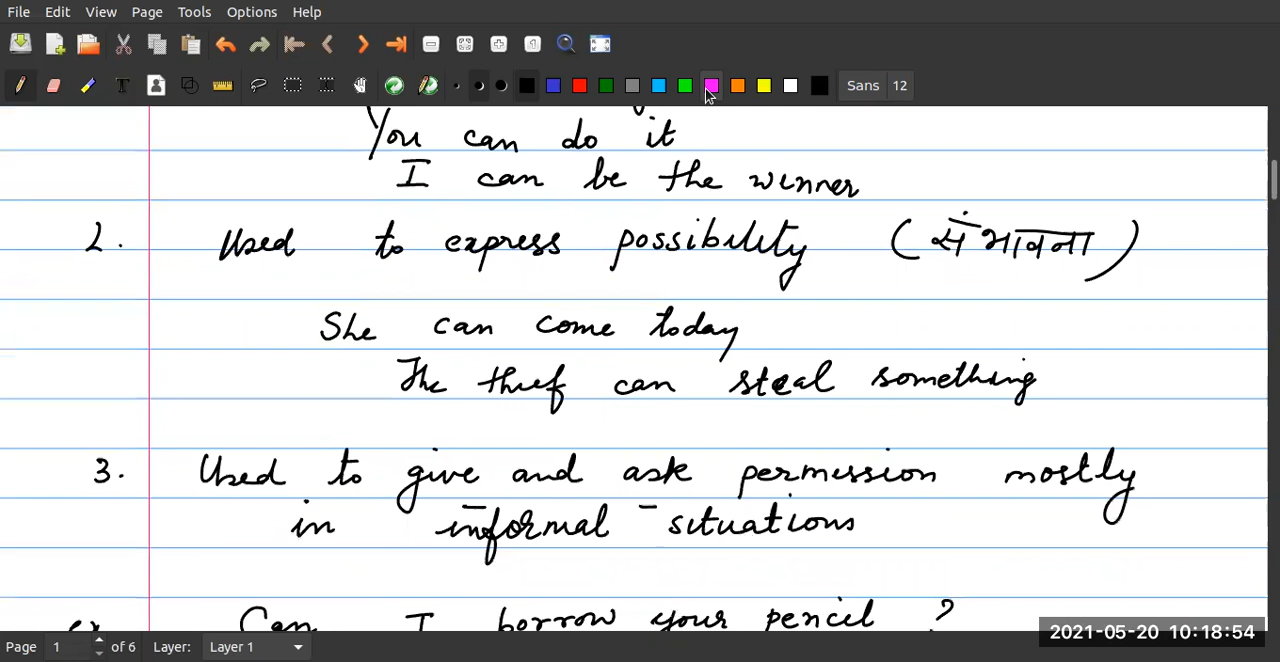 File Edit View Page Tools Options Help
Sans 12
You can do it
I can be the winner
2. Used to express possibility (संभावना)
She can come today
The thief can steal something
3. Used to give and ask permission mostly
in informal situations
ex Can I borrow your pencil ?
2021-05-20 10:18:54
Page 1 of 6 Layer: Layer 1